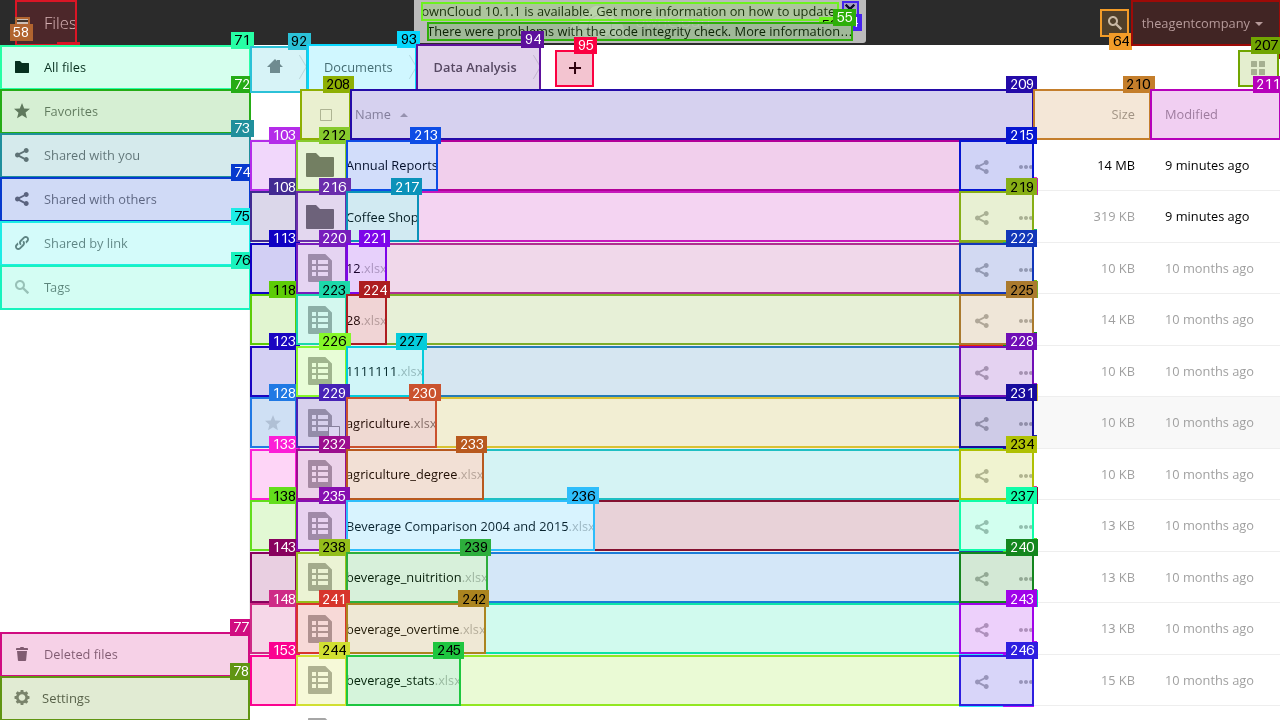 ownCloud 10.1.1 is available. Get more information on how to update
There were problems with the code integrity check. More information…
55
58
Files
64
theagentcompany
71
92
93
94
95
207
All files
Documents
Data Analysis
+
72
208
209
210
211
Favorites
Name
Size
Modified
73
103
212
213
215
Shared with you
Annual Reports
14 MB
9 minutes ago
74
108
216
217
219
Shared with others
Coffee Shop
319 KB
9 minutes ago
75
113
220
221
222
Shared by link
12.xlsx
10 KB
10 months ago
76
118
223
224
225
Tags
28.xlsx
14 KB
10 months ago
123
226
227
228
1111111.xlsx
10 KB
10 months ago
128
229
230
231
agriculture.xlsx
10 KB
10 months ago
133
232
233
234
agriculture_degree.xlsx
10 KB
10 months ago
138
235
236
237
Beverage Comparison 2004 and 2015.xlsx
13 KB
10 months ago
143
238
239
240
beverage_nuitrition.xlsx
13 KB
10 months ago
148
241
242
243
beverage_overtime.xlsx
13 KB
10 months ago
77
153
244
245
246
Deleted files
beverage_stats.xlsx
15 KB
10 months ago
78
Settings